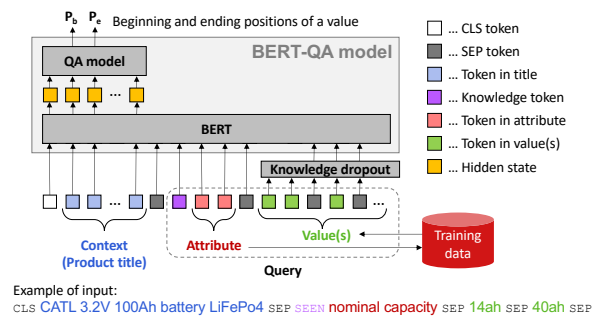 P_b P_e Beginning and ending positions of a value
BERT-QA model
QA model
...
BERT
Knowledge dropout
... ...
Context
(Product title)
Attribute
Value(s)
Query
Training
data
... CLS token
... SEP token
... Token in title
... Knowledge token
... Token in attribute
... Token in value(s)
... Hidden state
Example of input:
CLS CATL 3.2V 100Ah battery LiFePo4 SEP SEEN nominal capacity SEP 14ah SEP 40ah SEP